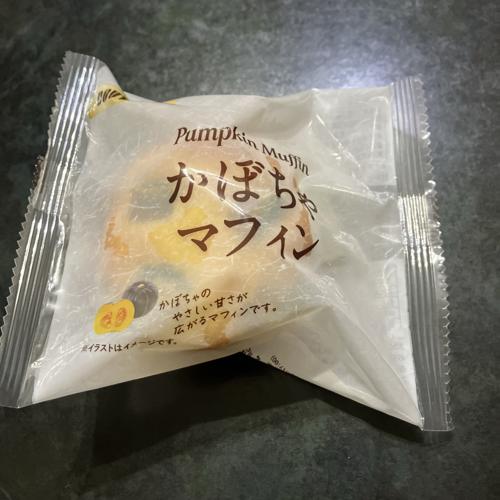 Pumpkin Muffin
かぼちゃ
マフィン
かぼちゃの
やさしい甘さが
広がるマフィンです。
※イラストはイメージです。